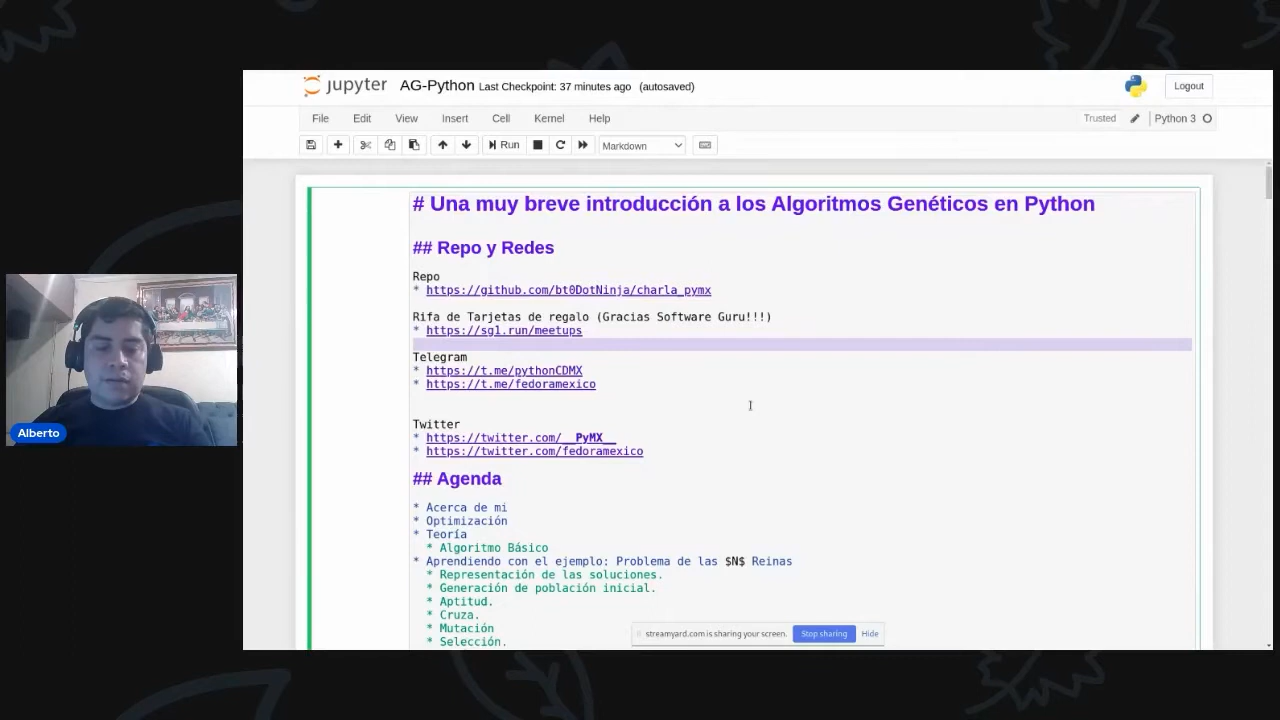 jupyter AG-Python Last Checkpoint: 37 minutes ago (autosaved) Logout
File Edit View Insert Cell Kernel Help Trusted Python 3
Run Markdown
# Una muy breve introducción a los Algoritmos Genéticos en Python
## Repo y Redes
Repo
* https://github.com/bt0DotNinja/charla_pymx
Rifa de Tarjetas de regalo (Gracias Software Guru!!!)
* https://sg1.run/meetups
Telegram
* https://t.me/pythonCDMX
* https://t.me/fedoramexico
Twitter
* https://twitter.com/__PyMX__
* https://twitter.com/fedoramexico
## Agenda
* Acerca de mi
* Optimización
* Teoría
* Algoritmo Básico
* Aprendiendo con el ejemplo: Problema de las $N$ Reinas
* Representación de las soluciones.
* Generación de población inicial.
* Aptitud.
* Cruza.
* Mutación
* Selección.
streamyard.com is sharing your screen. Stop sharing Hide
Alberto